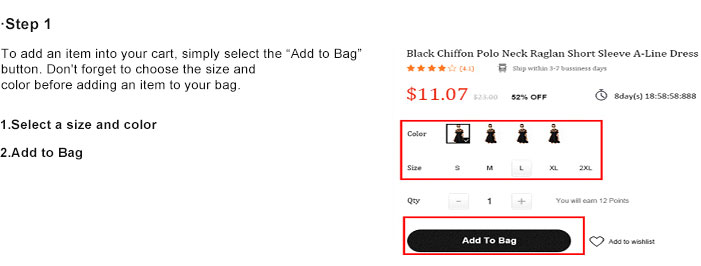 ·Step 1
To add an item into your cart, simply select the “Add to Bag”
button. Don't forget to choose the size and
color before adding an item to your bag.
1.Select a size and color
2.Add to Bag
Black Chiffon Polo Neck Raglan Short Sleeve A-Line Dress
(4.1) Ship within 3-7 bussiness days
$11.07 $23.00 52% OFF 8day(s) 18:58:58:888
Color
Size S M L XL 2XL
Qty - 1 + You will earn 12 Points
Add To Bag Add to wishlist